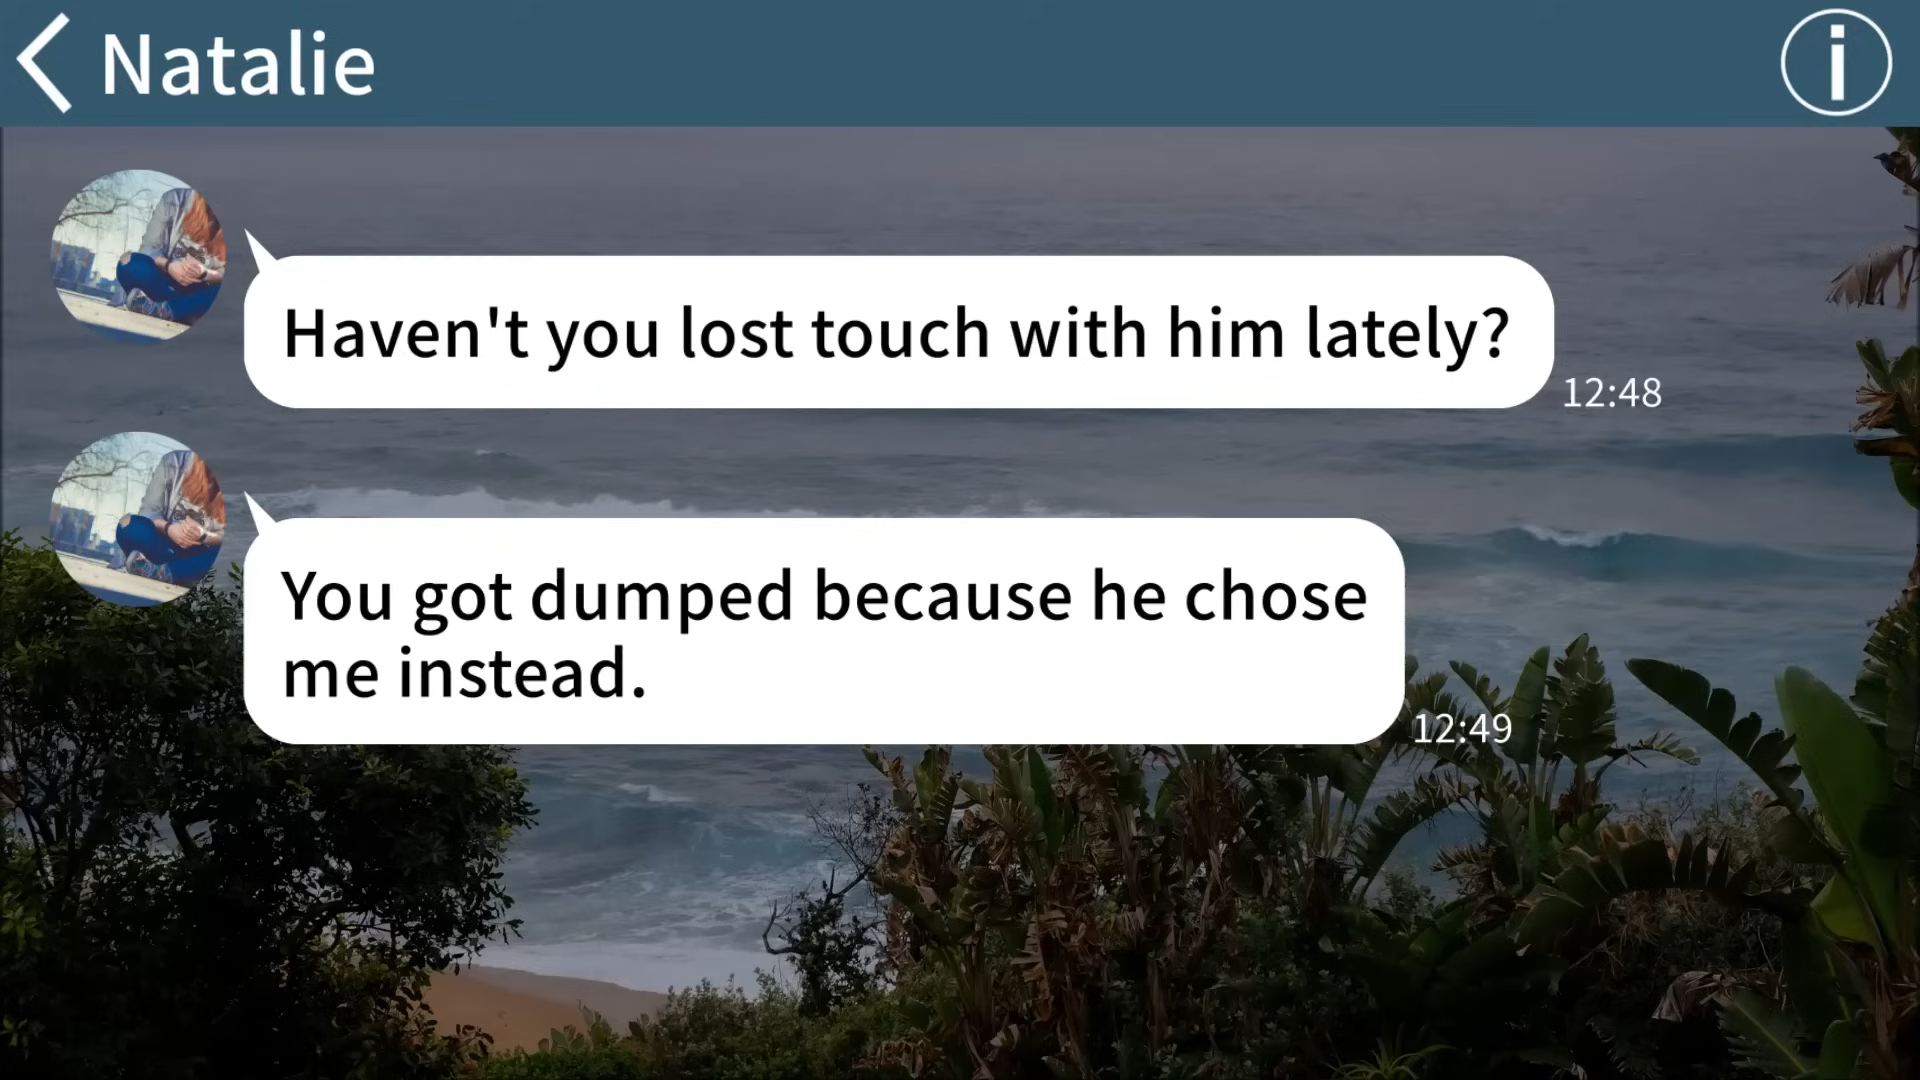 Natalie
Haven't you lost touch with him lately?
12:48
You got dumped because he chose
me instead.
12:49